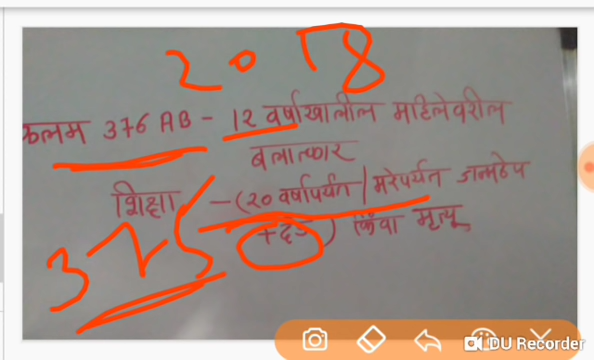 2018
कलम 376 AB - 12 वर्षाखालील महिलेवरील
बलात्कार
शिक्षा - (20 वर्षापर्यंत / मरेपर्यंत जन्मठेप
+दंड) किंवा मृत्यू
375
DU Recorder